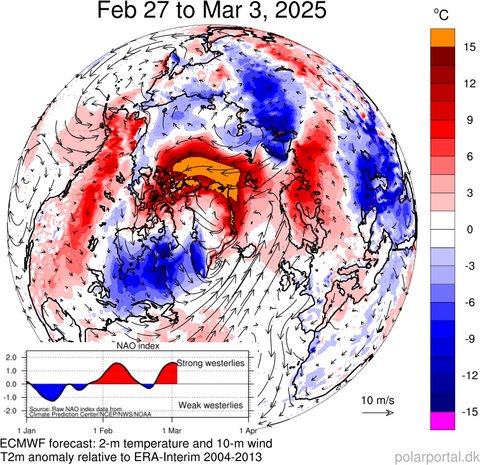 Feb 27 to Mar 3, 2025
°C
15
12
9
6
3
0
-3
-6
-9
-12
-15
10 m/s
NAO index
2.0
1.0
0.0
-1.0
-2.0
Strong westerlies
Weak westerlies
Source: Raw NAO index data from
Climate Prediction Center/NCEP/NWS/NOAA
1 Jan
1 Feb
1 Mar
1 Apr
ECMWF forecast: 2-m temperature and 10-m wind
T2m anomaly relative to ERA-Interim 2004-2013
polarportal.dk